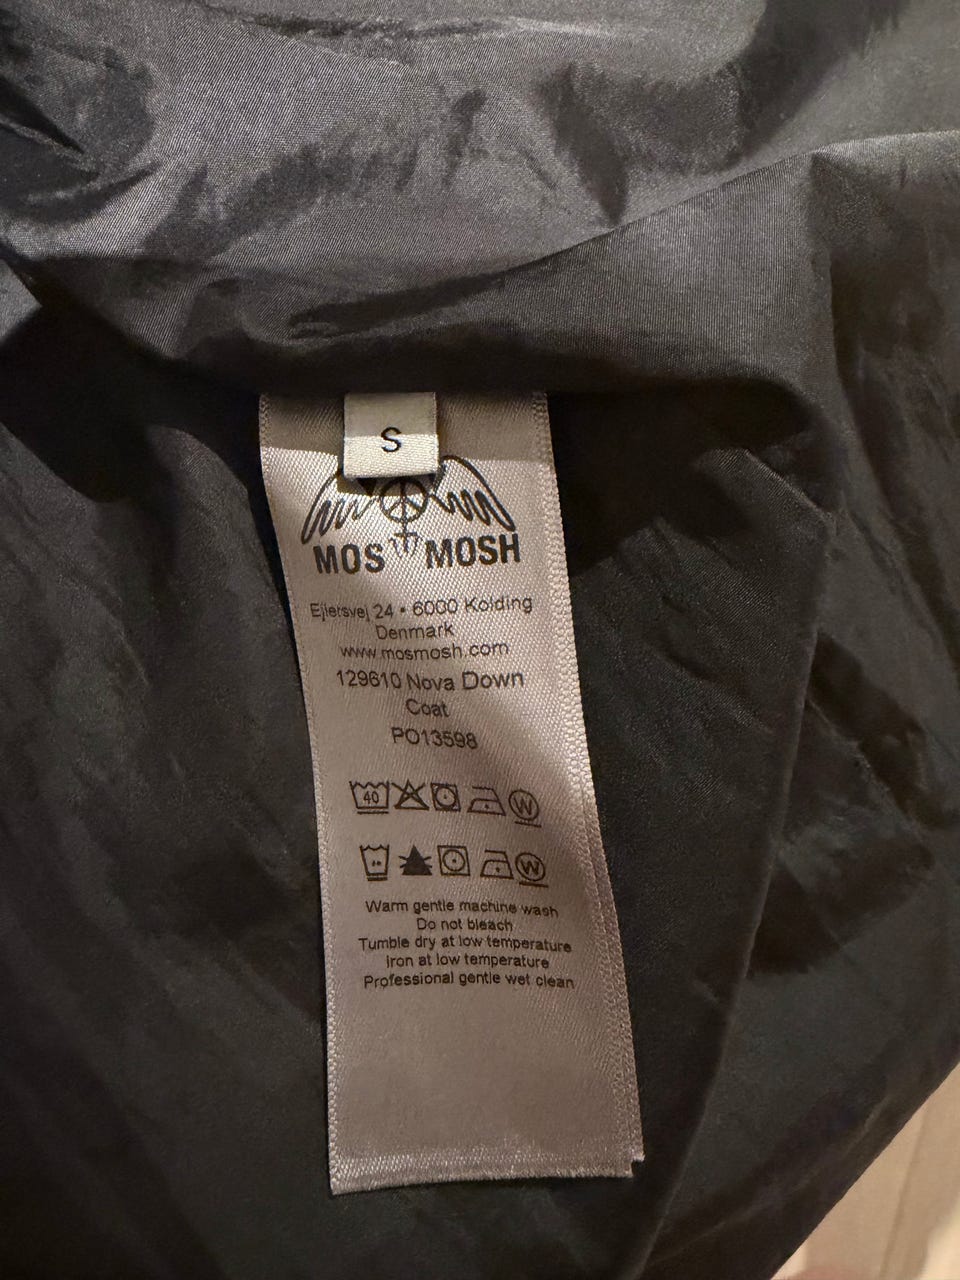 S
MOS MOSH
Ejlersvej 24 • 6000 Kolding
Denmark
www.mosmosh.com
129610 Nova Down
Coat
PO13598
40
W
W
Warm gentle machine wash
Do not bleach
Tumble dry at low temperature
Iron at low temperature
Professional gentle wet clean